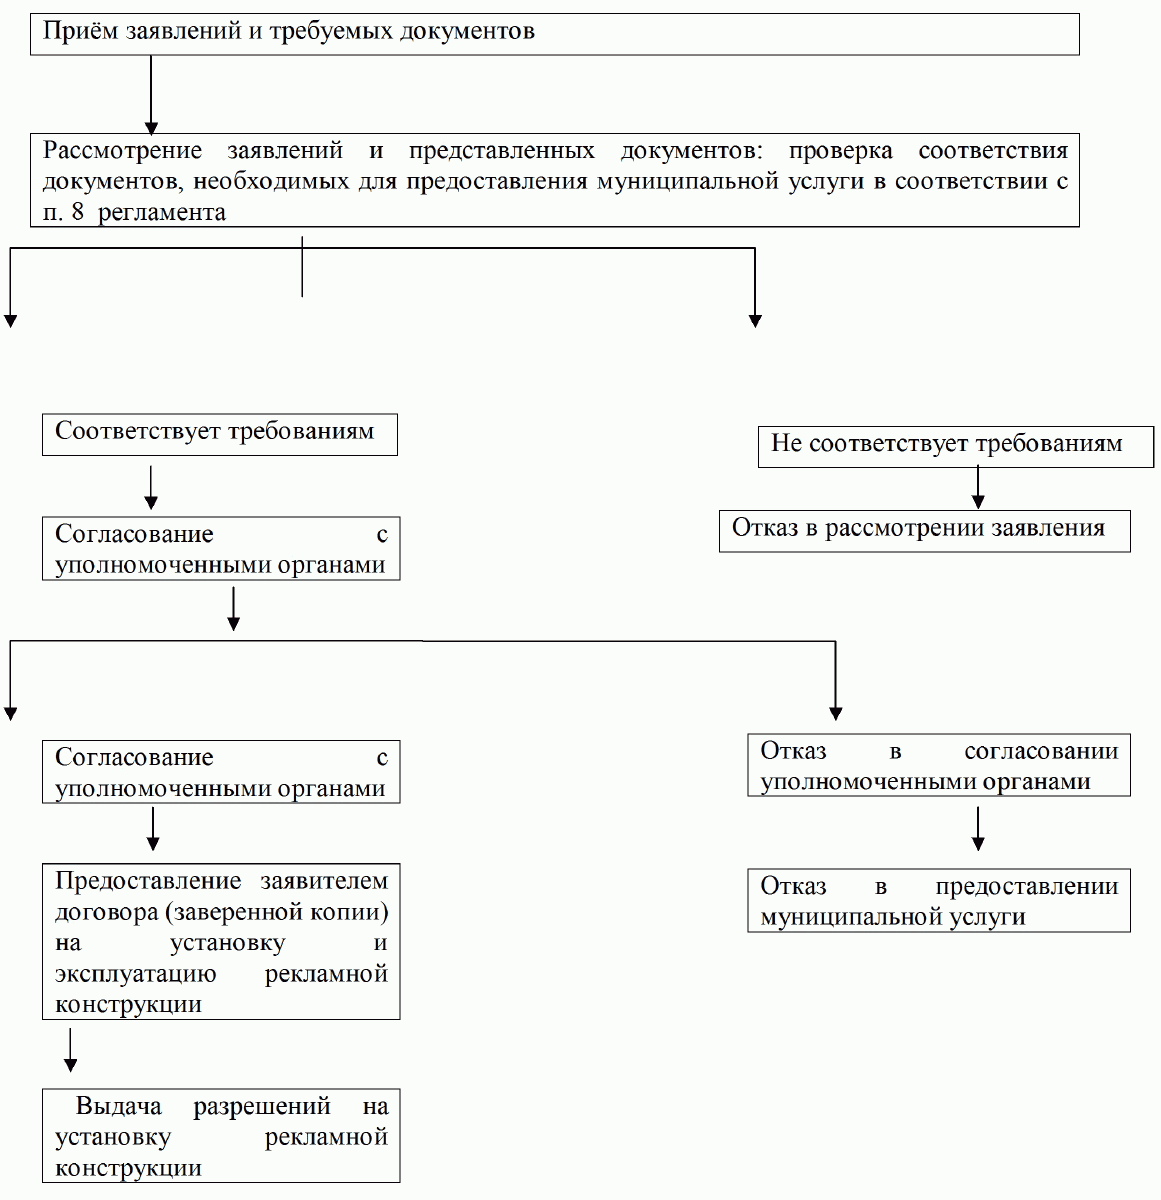 Приём заявлений и требуемых документов
Рассмотрение заявлений и представленных документов: проверка соответствия
документов, необходимых для предоставления муниципальной услуги в соответствии с
п. 8 регламента
Соответствует требованиям
Не соответствует требованиям
Согласование с
уполномоченными органами
Отказ в рассмотрении заявления
Согласование с
уполномоченными органами
Отказ в согласовании
уполномоченными органами
Предоставление заявителем
договора (заверенной копии)
на установку и
эксплуатацию рекламной
конструкции
Отказ в предоставлении
муниципальной услуги
Выдача разрешений на
установку рекламной
конструкции